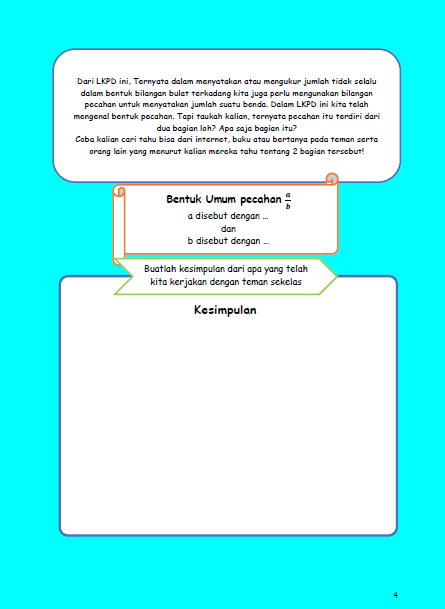 Dari LKPD ini, Ternyata dalam menyatakan atau mengukur jumlah tidak selalu
dalam bentuk bilangan bulat terkadang kita juga perlu mengunakan bilangan
pecahan untuk menyatakan jumlah suatu benda. Dalam LKPD ini kita telah
mengenal bentuk pecahan. Tapi taukah kalian, ternyata pecahan itu terdiri dari
dua bagian loh? Apa saja bagian itu?
Coba kalian cari tahu bisa dari internet, buku atau bertanya pada teman serta
orang lain yang menurut kalian mereka tahu tentang 2 bagian tersebut!
Bentuk Umum pecahan a/b
a disebut dengan ...
dan
b disebut dengan ...
Buatlah kesimpulan dari apa yang telah
kita kerjakan dengan teman sekelas
Kesimpulan
4